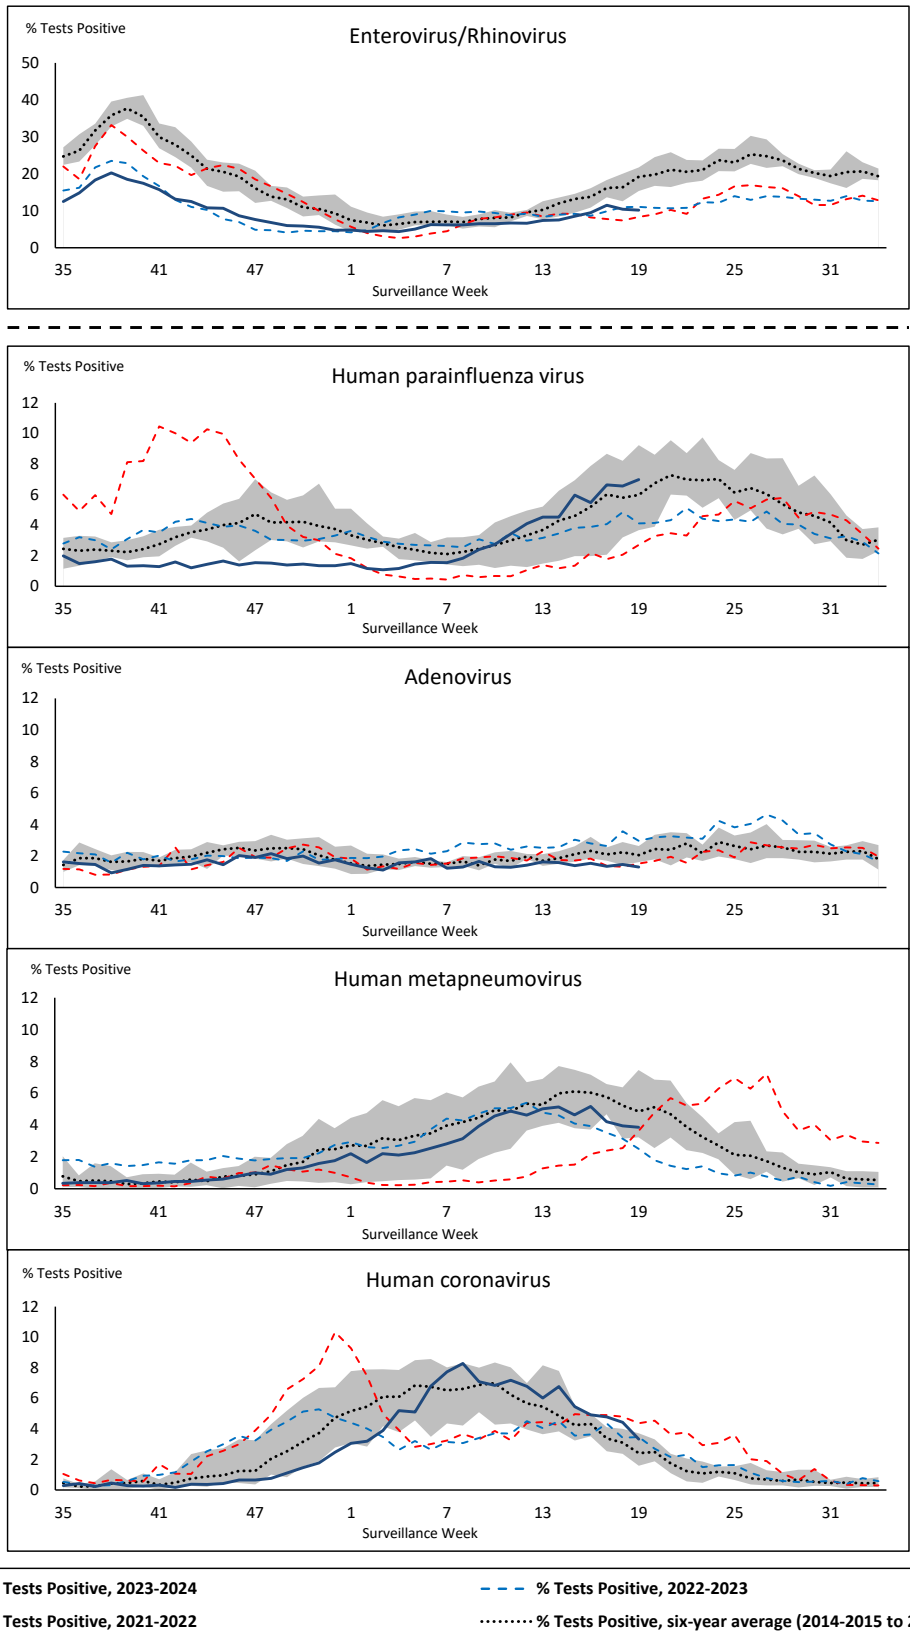 % Tests Positive
Enterovirus/Rhinovirus
50
40
30
20
10
0
35 41 47 1 7 13 19 25 31
Surveillance Week
% Tests Positive
Human parainfluenza virus
12
10
8
6
4
2
0
35 41 47 1 7 13 19 25 31
Surveillance Week
% Tests Positive
Adenovirus
12
10
8
6
4
2
0
35 41 47 1 7 13 19 25 31
Surveillance Week
% Tests Positive
Human metapneumovirus
12
10
8
6
4
2
0
35 41 47 1 7 13 19 25 31
Surveillance Week
% Tests Positive
Human coronavirus
12
10
8
6
4
2
0
35 41 47 1 7 13 19 25 31
Surveillance Week
Tests Positive, 2023-2024 % Tests Positive, 2022-2023
Tests Positive, 2021-2022 % Tests Positive, six-year average (2014-2015 to